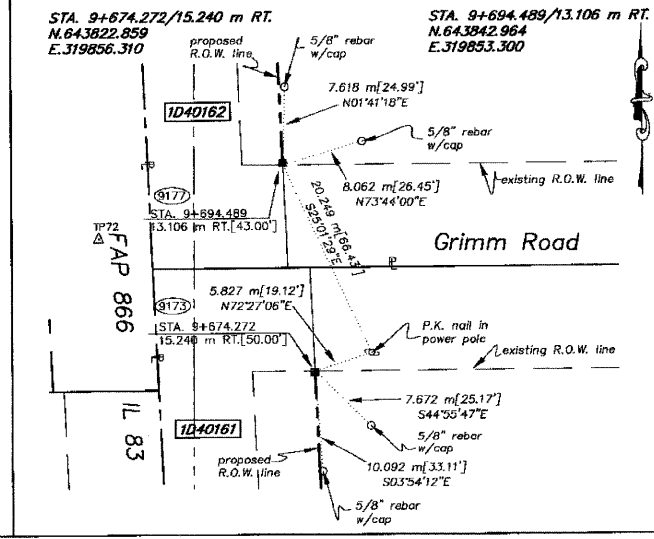 STA. 9+674.272/15.240 m RT.
N.643822.859
E.319856.310
STA. 9+694.489/13.106 m RT.
N.643842.964
E.319853.300
proposed
R.O.W. line
5/8" rebar
w/cap
7.618 m[24.99']
N01°41'18"E
1D40162
5/8" rebar
w/cap
8.062 m[26.45']
N73°44'00"E
existing R.O.W. line
20.249 m[66.43']
S25°01'29"E
9177
STA. 9+694.489
13.106 m RT.[43.00']
TP72
FAP 866
Grimm Road
5.827 m[19.12']
N72°27'06"E
9173
STA. 9+674.272
15.240 m RT.[50.00']
P.K. nail in
power pole
existing R.O.W. line
7.672 m[25.17']
S44°55'47"E
IL 83
1D40161
5/8" rebar
w/cap
proposed
R.O.W. line
10.092 m[33.11']
S03°54'12"E
5/8" rebar
w/cap